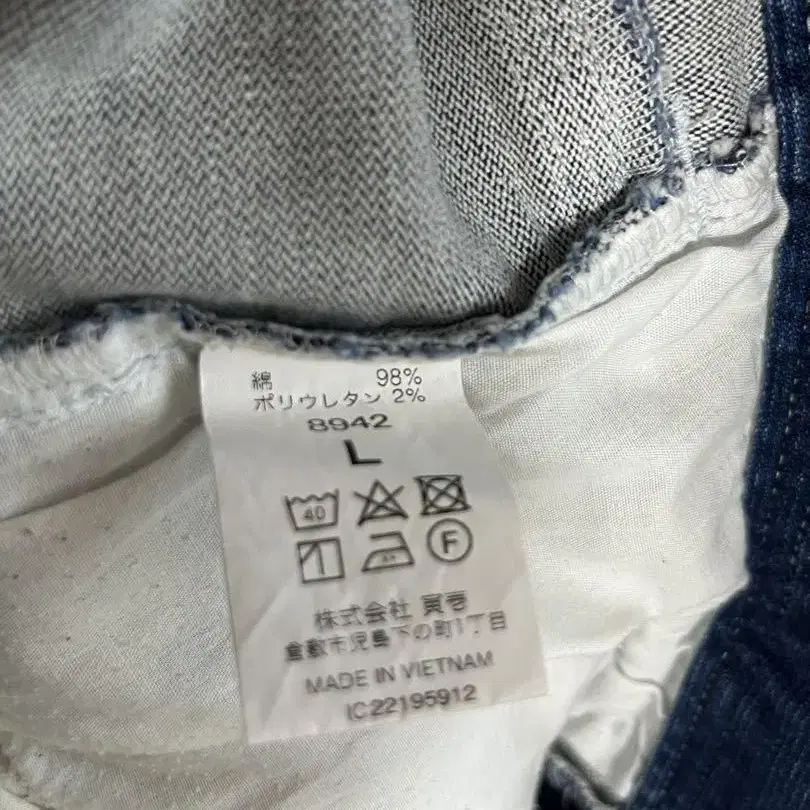 綿 98%
ポリウレタン 2%
8942
L
40
F
株式会社 寅壱
倉敷市児島下の町1丁目
MADE IN VIETNAM
IC22195912